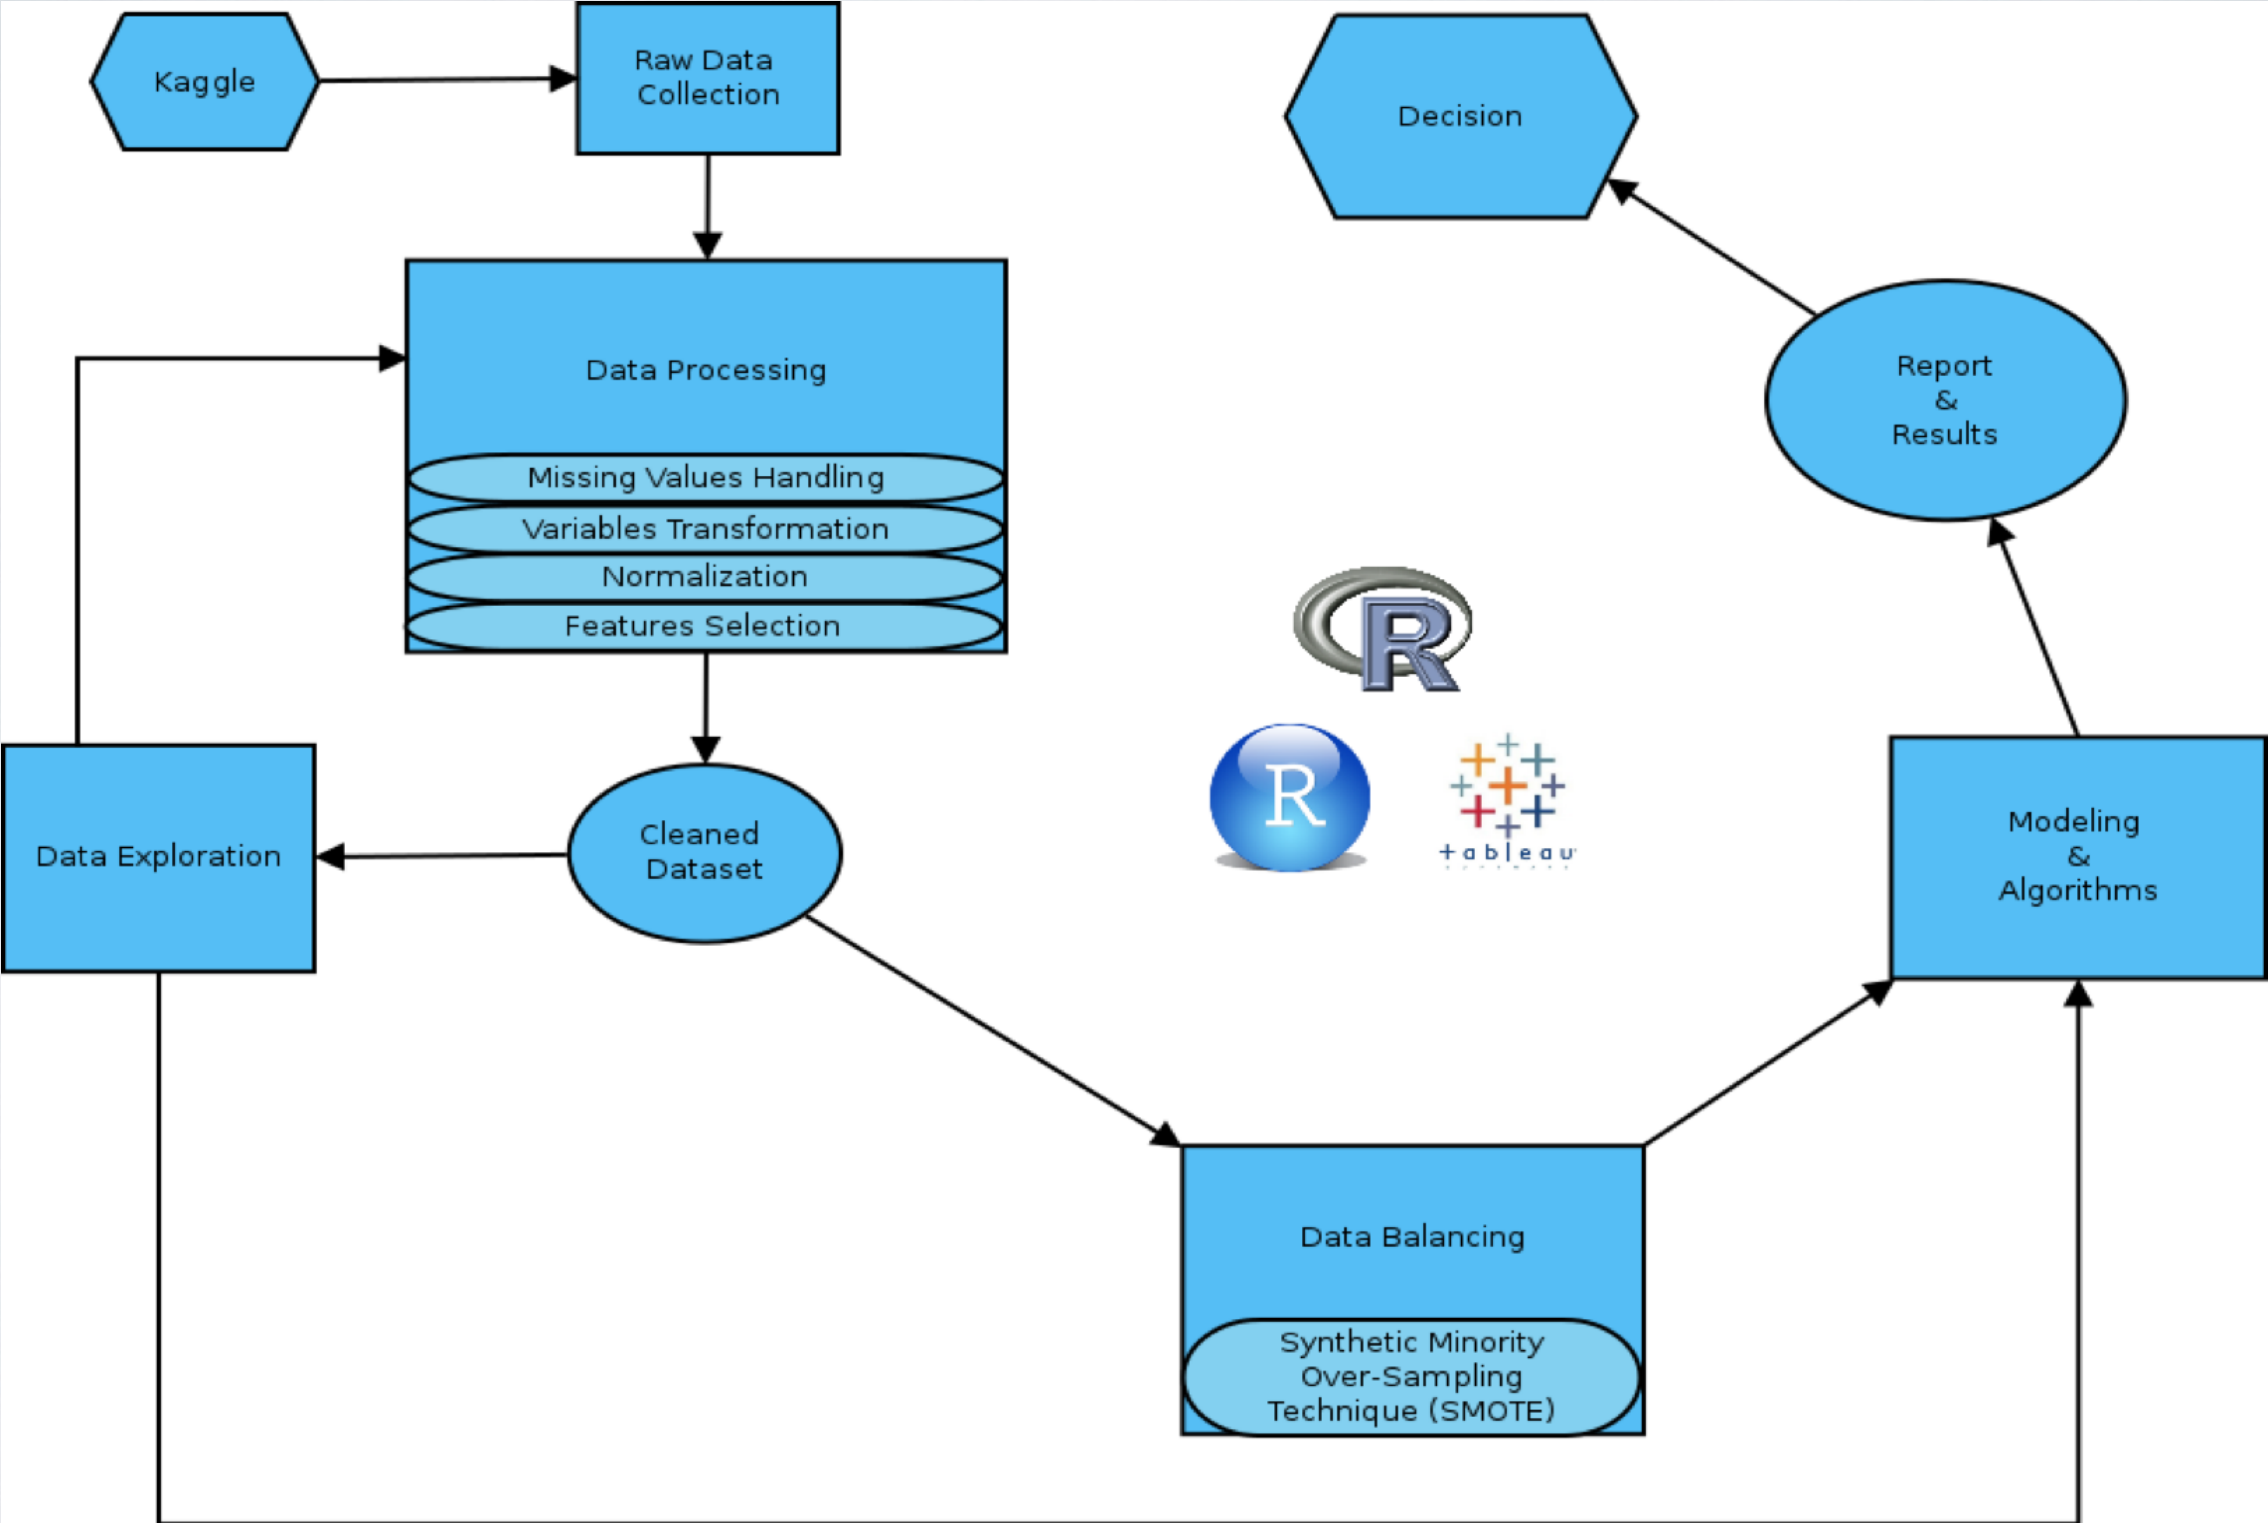 Kaggle
Raw Data
Collection
Decision
Data Processing
Missing Values Handling
Variables Transformation
Normalization
Features Selection
Report
&
Results
R
R
+ableau
Data Exploration
Cleaned
Dataset
Modeling
&
Algorithms
Data Balancing
Synthetic Minority
Over-Sampling
Technique (SMOTE)